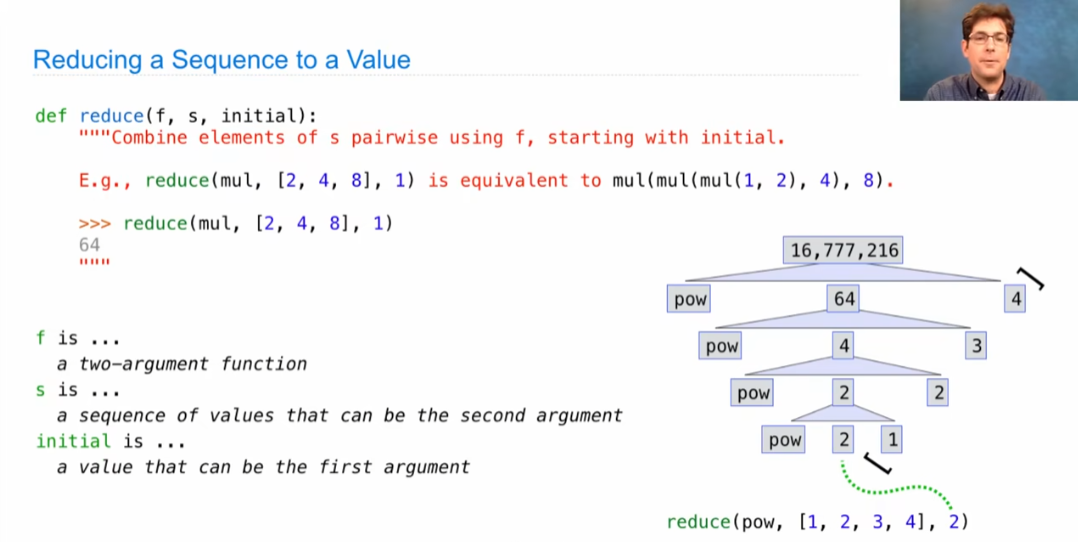 Reducing a Sequence to a Value
def reduce(f, s, initial):
"""Combine elements of s pairwise using f, starting with initial.
E.g., reduce(mul, [2, 4, 8], 1) is equivalent to mul(mul(mul(1, 2), 4), 8).
>>> reduce(mul, [2, 4, 8], 1)
64
"""
f is ...
a two-argument function
s is ...
a sequence of values that can be the second argument
initial is ...
a value that can be the first argument
16,777,216
pow 64 4 ]
pow 4 3
pow 2 2
pow 2 1
[
reduce(pow, [1, 2, 3, 4], 2)